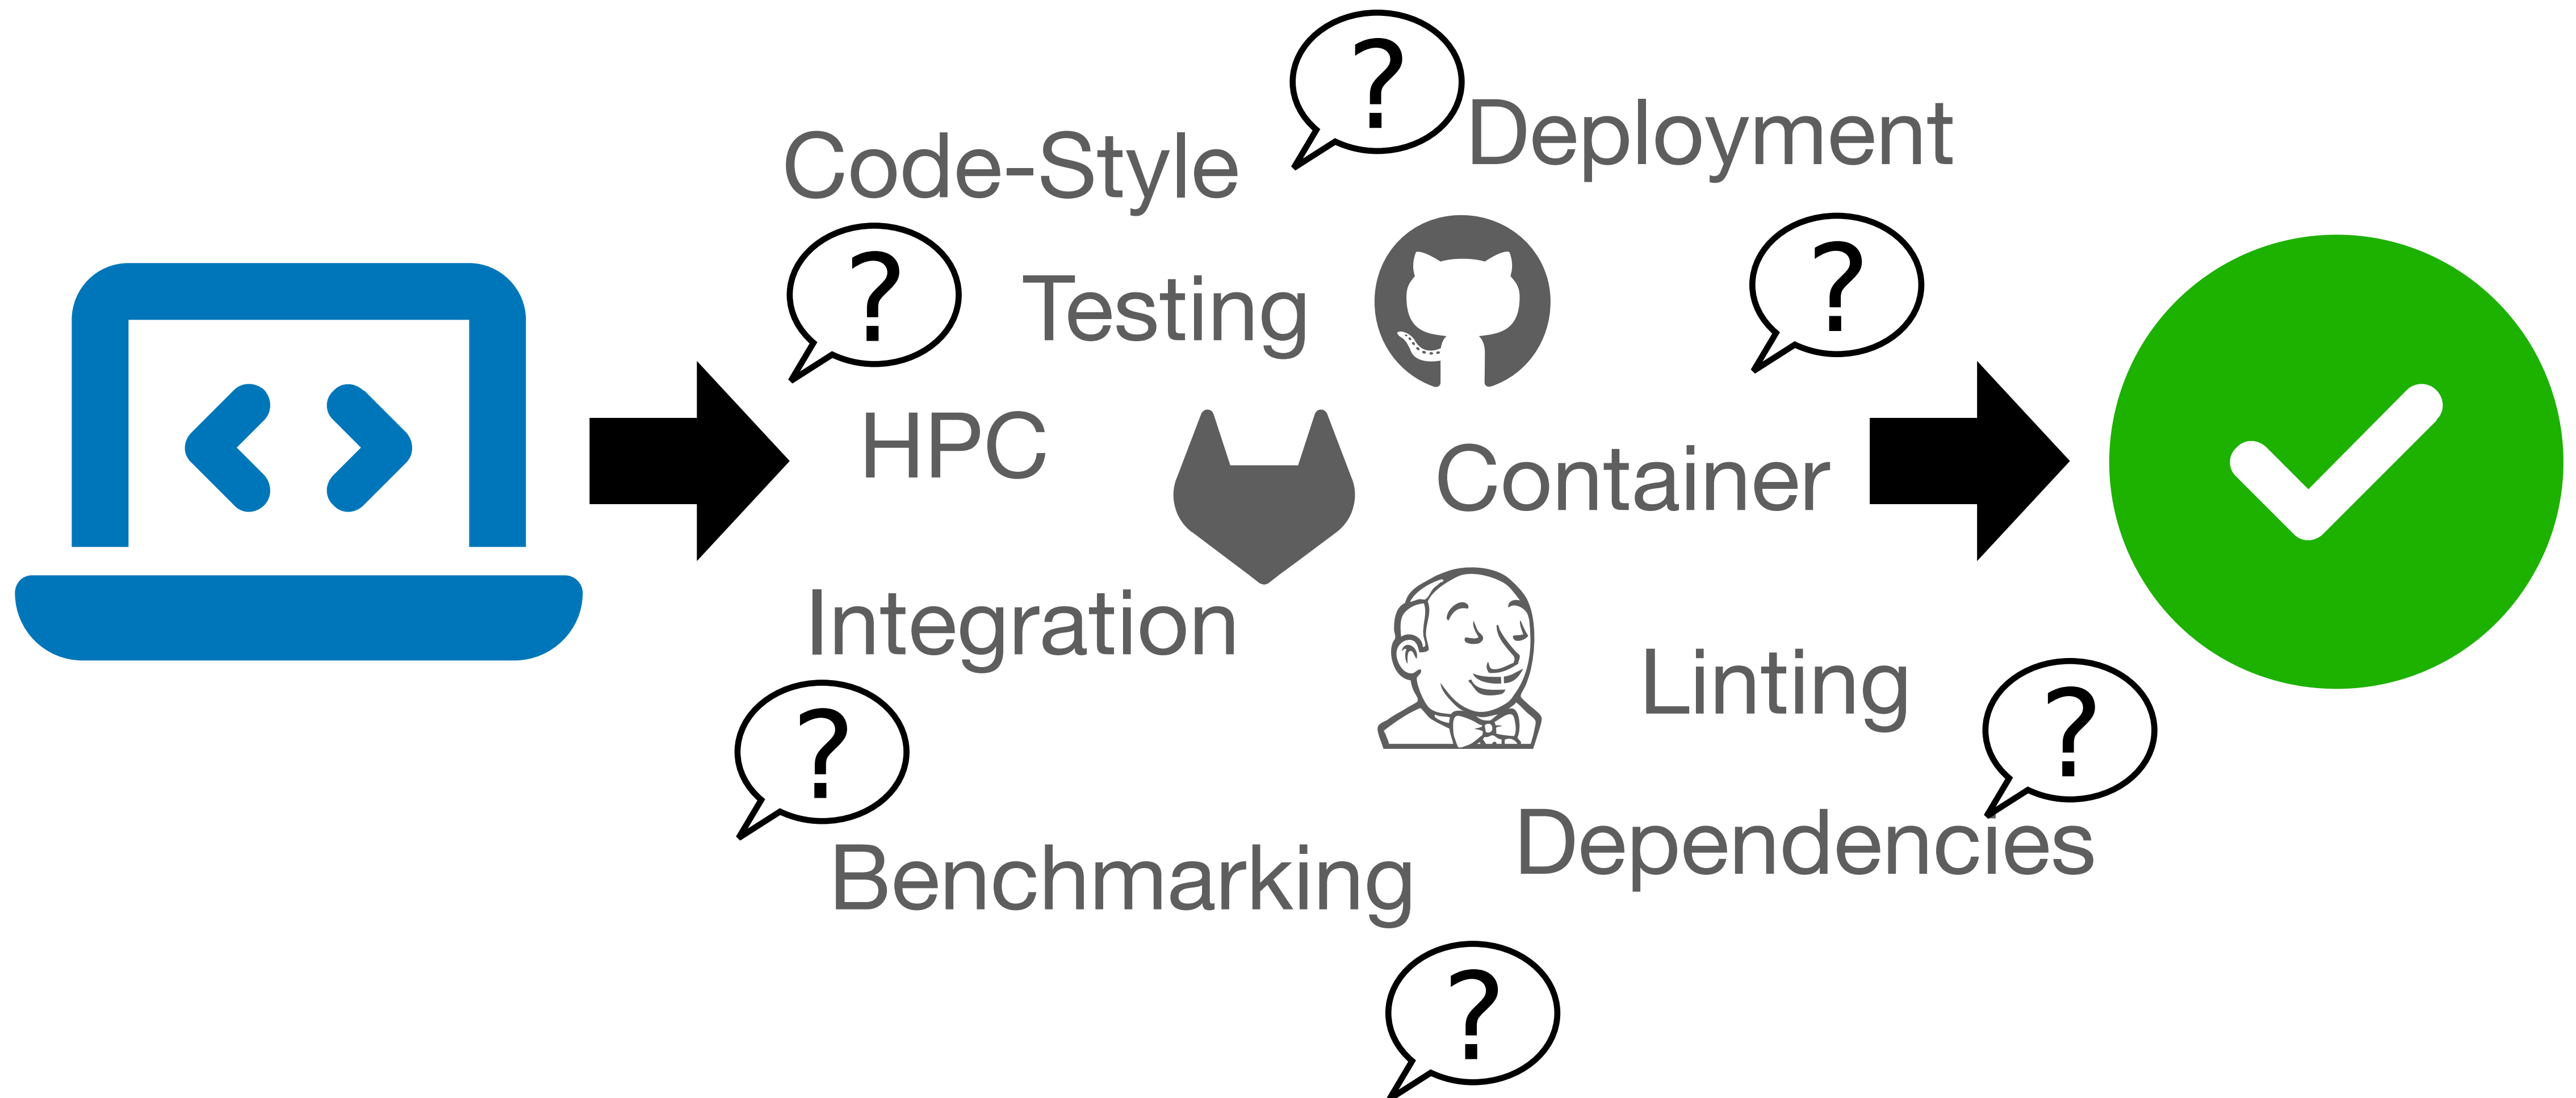 ?
Deployment
Code-Style
?
?
Testing
HPC
Container
Integration
Linting
?
?
Dependencies
Benchmarking
?